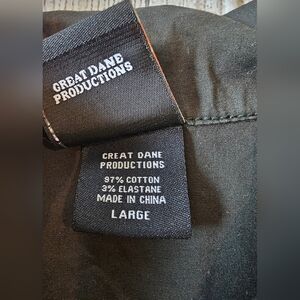 GREAT DANE
PRODUCTIONS
GREAT DANE
PRODUCTIONS
97% COTTON
3% ELASTANE
MADE IN CHINA
LARGE